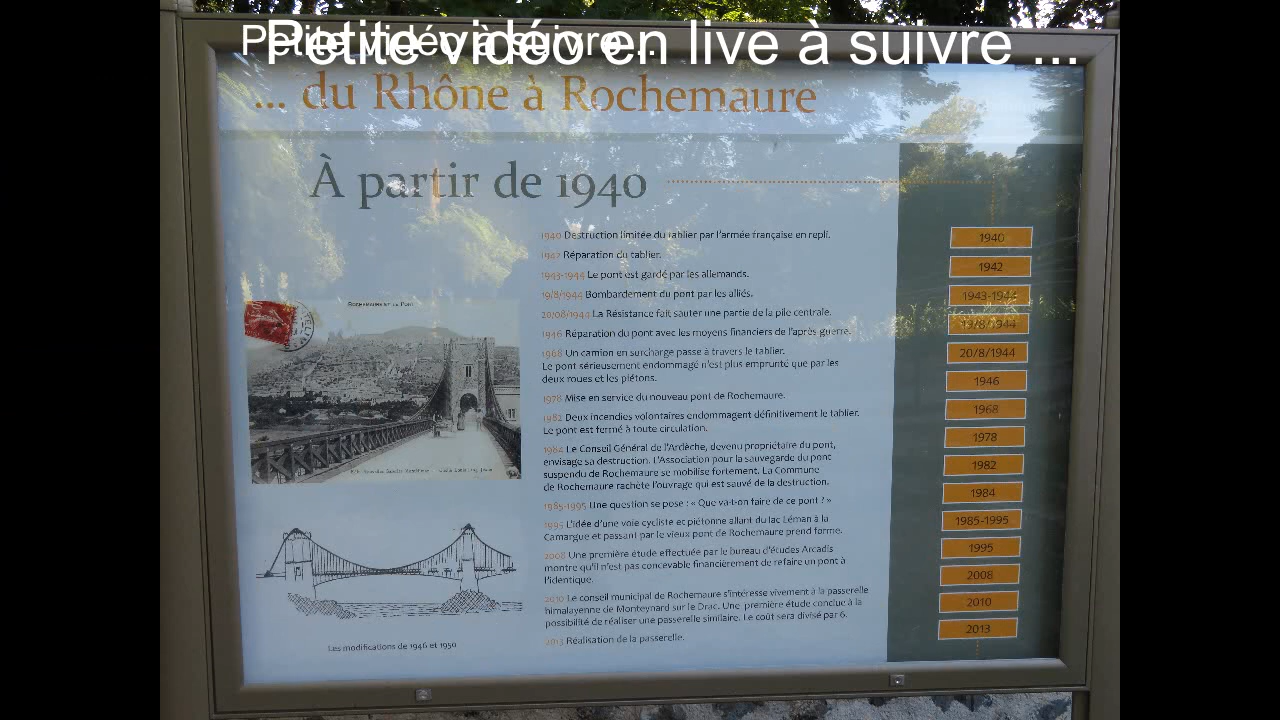 Petite vidéo à suivre...
Petite vidéo en live à suivre ...
... du Rhône à Rochemaure
À partir de 1940
1940 Destruction limitée du tablier par l'armée française en repli.
1942 Réparation du tablier.
1943-1944 Le pont est gardé par les allemands.
19/8/1944 Bombardement du pont par les alliés.
20/08/1944 La Résistance fait sauter une partie de la pile centrale.
1946 Réparation du pont avec les moyens financiers de l'après guerre.
1968 Un camion en surcharge passe à travers le tablier.
Le pont sérieusement endommagé n'est plus emprunté que par les
deux roues et les piétons.
1978 Mise en service du nouveau pont de Rochemaure.
1982 Deux incendies volontaires endommagent définitivement le tablier.
Le pont est fermé à toute circulation.
1984 Le Conseil Général de l'Ardèche, devenu propriétaire du pont,
envisage sa destruction. L'Association pour la sauvegarde du pont
suspendu de Rochemaure se mobilise fortement. La Commune
de Rochemaure rachète l'ouvrage qui est sauvé de la destruction.
1985-1995 Une question se pose : « Que va-t-on faire de ce pont ? »
1995 L'idée d'une voie cycliste et piétonne allant du lac Léman à la
Camargue et passant par le vieux pont de Rochemaure prend forme.
2008 Une première étude effectuée par le bureau d'études Arcadis
montre qu'il n'est pas concevable financièrement de refaire un pont à
l'identique.
2010 Le conseil municipal de Rochemaure s'intéresse vivement à la passerelle
himalayenne de Monteynard sur le Drac. Une première étude conclue à la
possibilité de réaliser une passerelle similaire. Le coût sera divisé par 6.
2013 Réalisation de la passerelle.
Les modifications de 1946 et 1950
1940
1942
1943-1944
19/8/1944
20/8/1944
1946
1968
1978
1982
1984
1985-1995
1995
2008
2010
2013